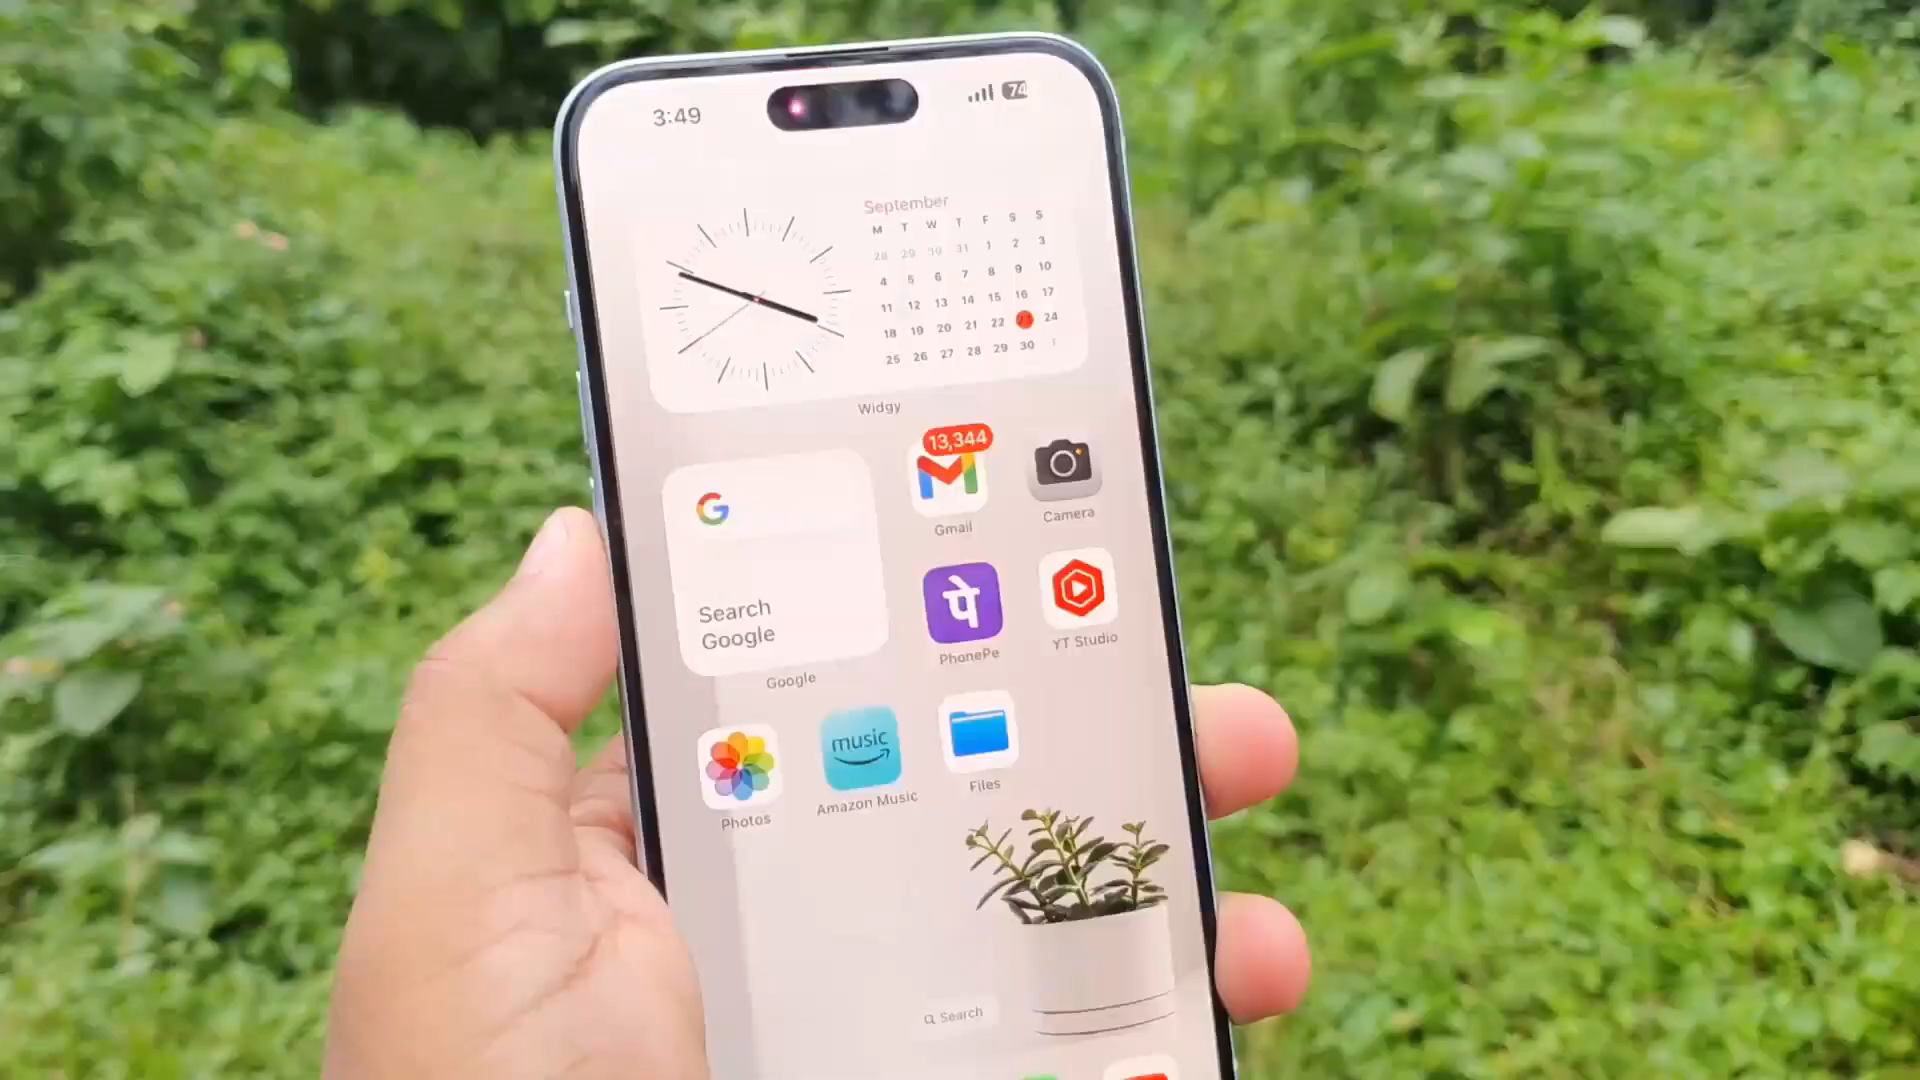 3:49
74
September
M T W T F S S
28 29 30 31 1 2 3
4 5 6 7 8 9 10
11 12 13 14 15 16 17
18 19 20 21 22 23 24
25 26 27 28 29 30 1
Widgy
13,344
Gmail
Camera
G
Search
Google
Google
पे
PhonePe
YT Studio
Photos
music
Amazon Music
Files
Search